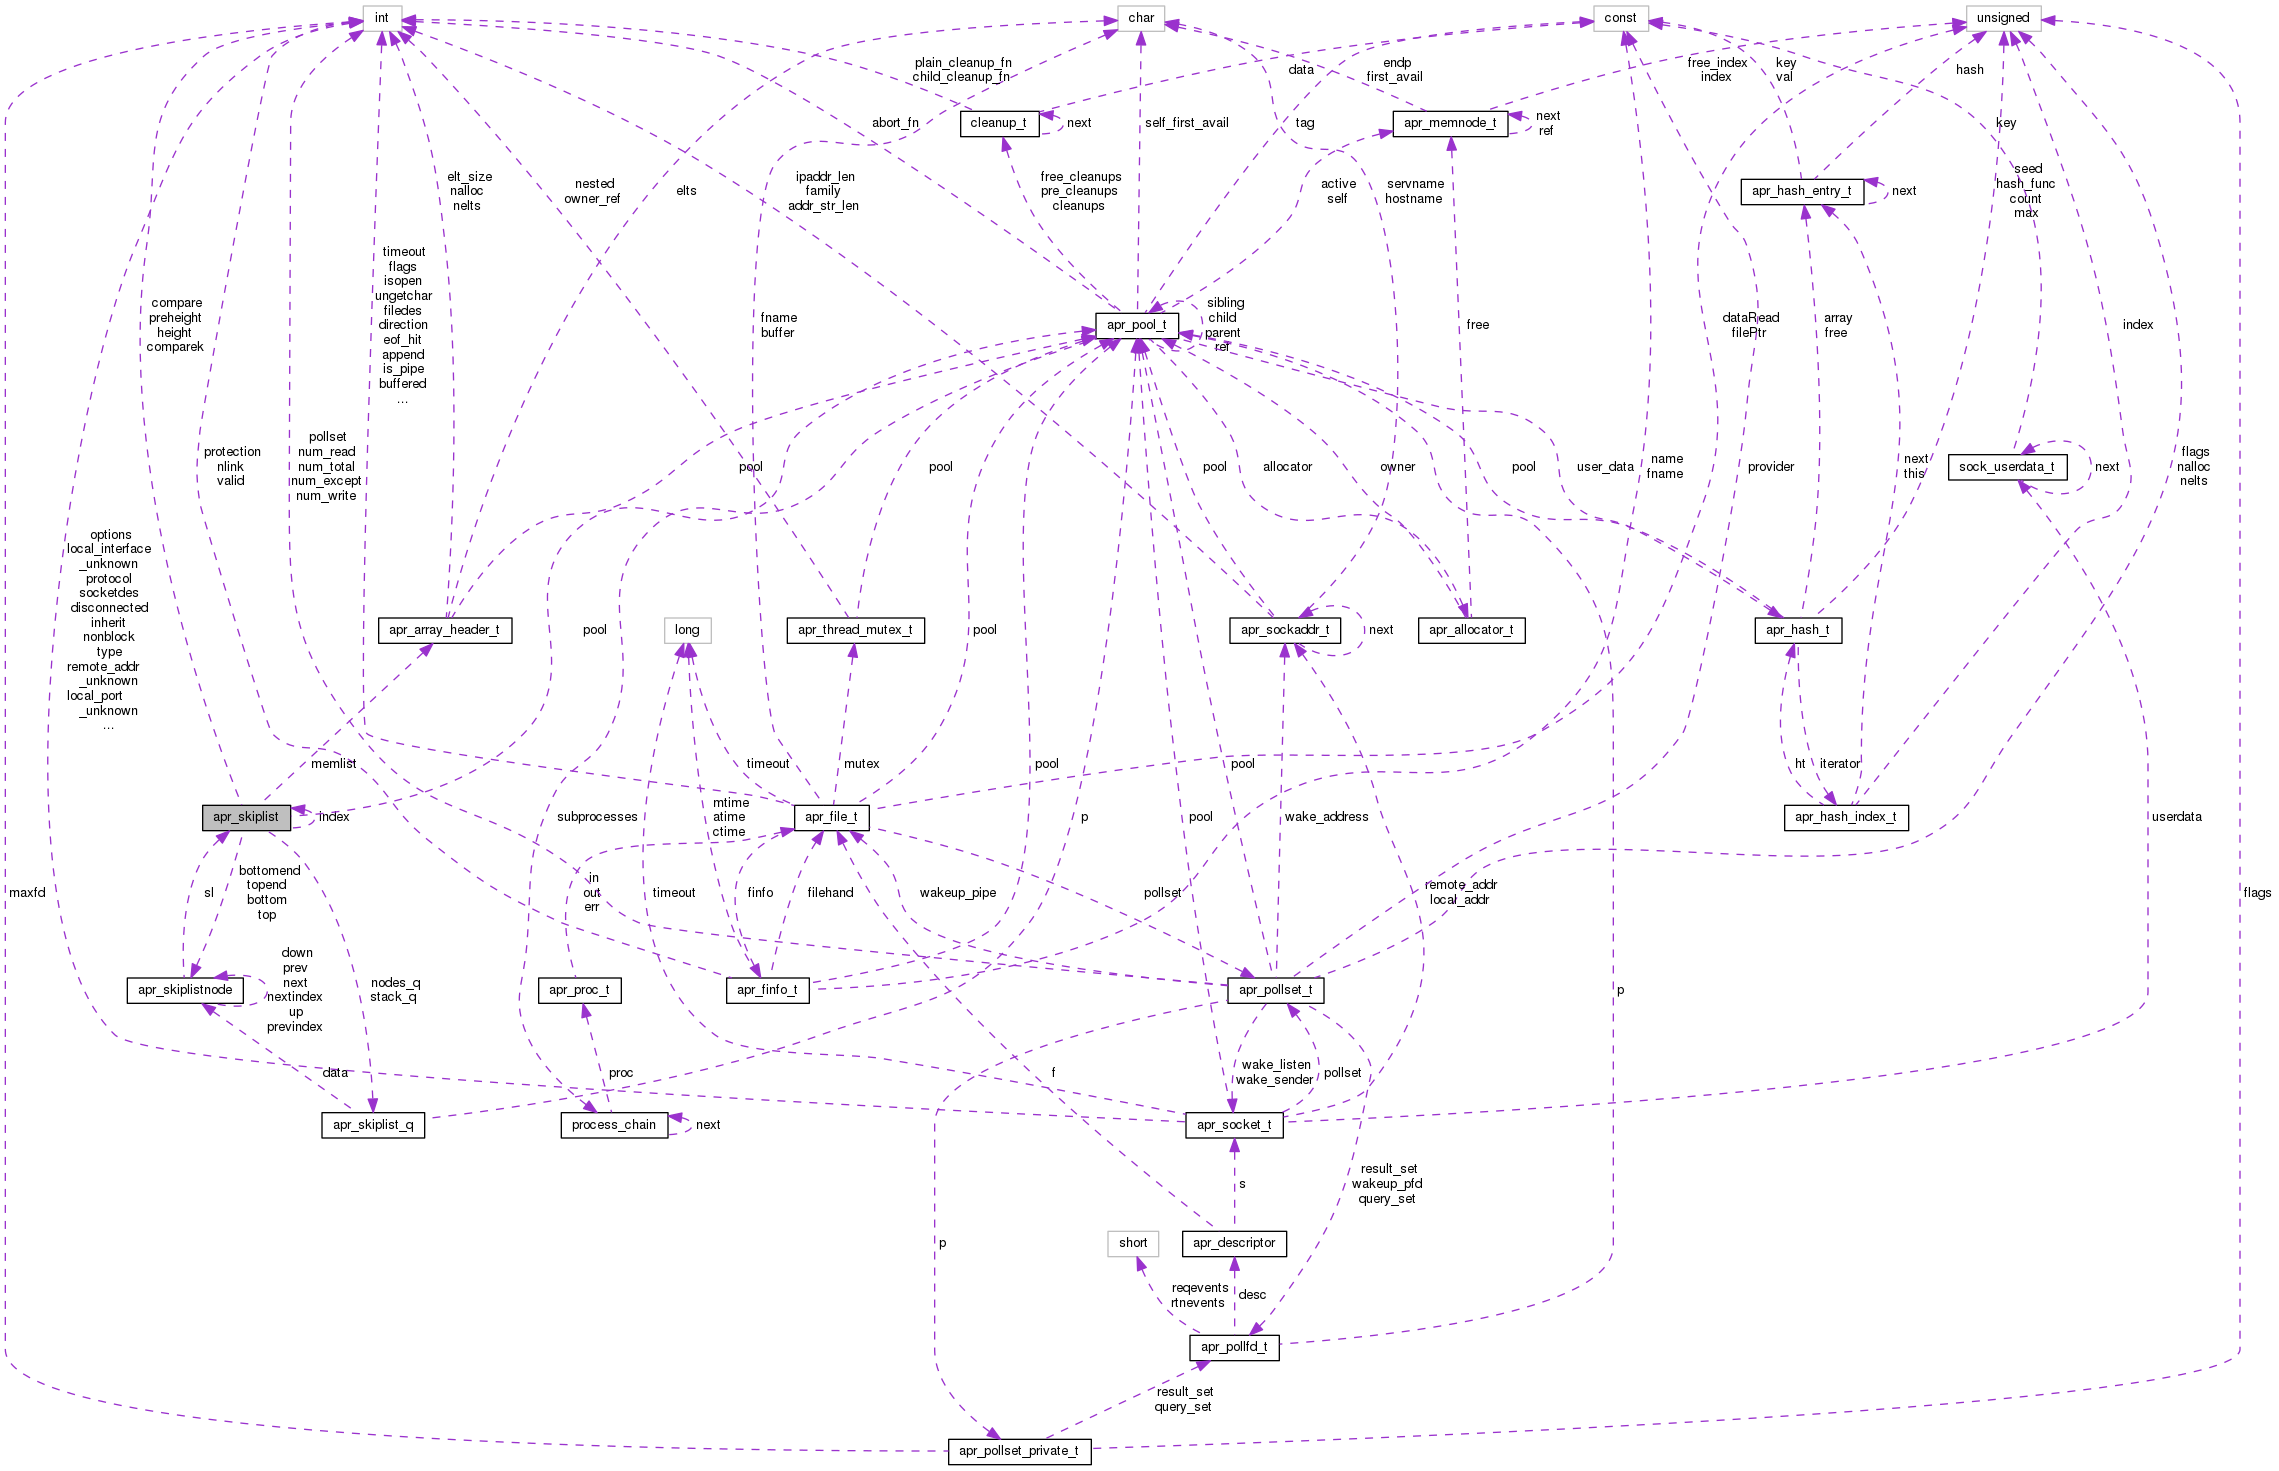 int
char
const
unsigned
plain_cleanup_fn
child_cleanup_fn
data
endp
first_avail
free_index
index
key
val
hash
cleanup_t
next
apr_memnode_t
next
ref
abort_fn
self_first_avail
tag
key
elt_size
nalloc
nelts
nested
owner_ref
elts
ipaddr_len
family
addr_str_len
free_cleanups
pre_cleanups
cleanups
active
self
servname
hostname
apr_hash_entry_t
next
seed
hash_func
count
max
timeout
flags
isopen
ungetchar
filedes
direction
eof_hit
append
is_pipe
buffered
...
compare
preheight
height
comparek
fname
buffer
apr_pool_t
sibling
child
parent
ref
free
dataRead
filePtr
array
free
index
protection
nlink
valid
pollset
num_read
num_total
num_except
num_write
pool
pool
pool
allocator
owner
pool
user_data
name
fname
provider
next
this
sock_userdata_t
next
flags
nalloc
nelts
options
local_interface
_unknown
protocol
socketdes
disconnected
inherit
nonblock
type
remote_addr
_unknown
local_port
_unknown
...
apr_array_header_t
pool
long
apr_thread_mutex_t
pool
apr_sockaddr_t
next
apr_allocator_t
apr_hash_t
memlist
timeout
mutex
pool
pool
ht
iterator
apr_skiplist
index
subprocesses
mtime
atime
ctime
apr_file_t
p
pool
wake_address
apr_hash_index_t
userdata
maxfd
sl
bottomend
topend
bottom
top
in
out
err
timeout
finfo
filehand
wakeup_pipe
pollset
remote_addr
local_addr
flags
apr_skiplistnode
down
prev
next
nextindex
up
previndex
nodes_q
stack_q
apr_proc_t
apr_finfo_t
apr_pollset_t
p
data
proc
f
wake_listen
wake_sender
pollset
apr_skiplist_q
process_chain
next
apr_socket_t
s
result_set
wakeup_pfd
query_set
p
short
apr_descriptor
reqevents
rtnevents
desc
apr_pollfd_t
result_set
query_set
apr_pollset_private_t